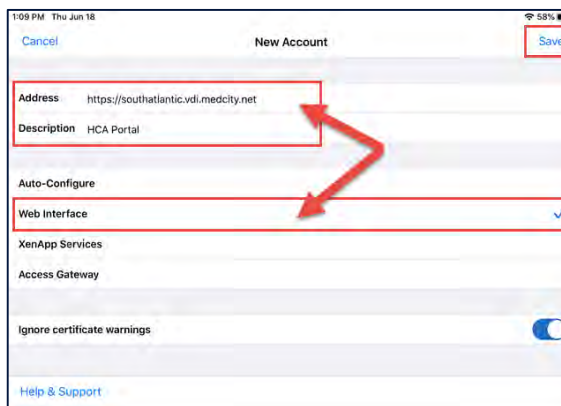 1:09 PM Thu Jun 18 58%
Cancel New Account Save
Address https://southatlantic.vdi.medcity.net
Description HCA Portal
Auto-Configure
Web Interface
XenApp Services
Access Gateway
Ignore certificate warnings
Help & Support